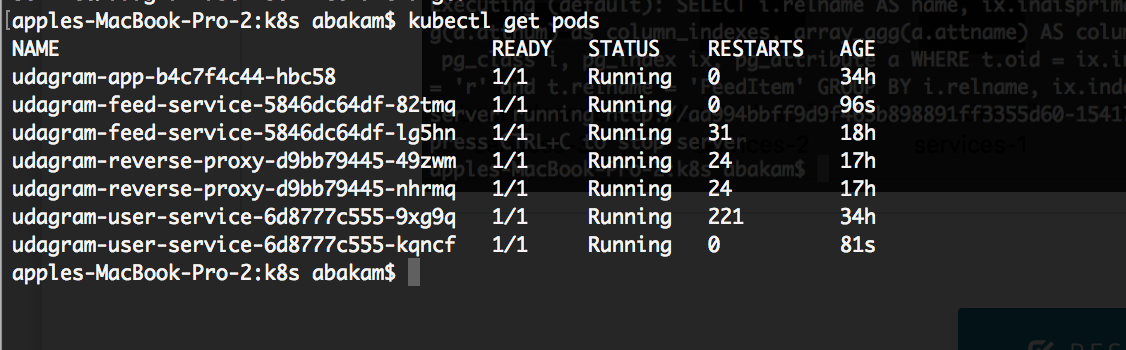 [apples-MacBook-Pro-2:k8s abakam$ kubectl get pods
NAME READY STATUS RESTARTS AGE
udagram-app-b4c7f4c44-hbc58 1/1 Running 0 34h
udagram-feed-service-5846dc64df-82tmq 1/1 Running 0 96s
udagram-feed-service-5846dc64df-lg5hn 1/1 Running 31 18h
udagram-reverse-proxy-d9bb79445-49zwm 1/1 Running 24 17h
udagram-reverse-proxy-d9bb79445-nhrmq 1/1 Running 24 17h
udagram-user-service-6d8777c555-9xg9q 1/1 Running 221 34h
udagram-user-service-6d8777c555-kqncf 1/1 Running 0 81s
apples-MacBook-Pro-2:k8s abakam$